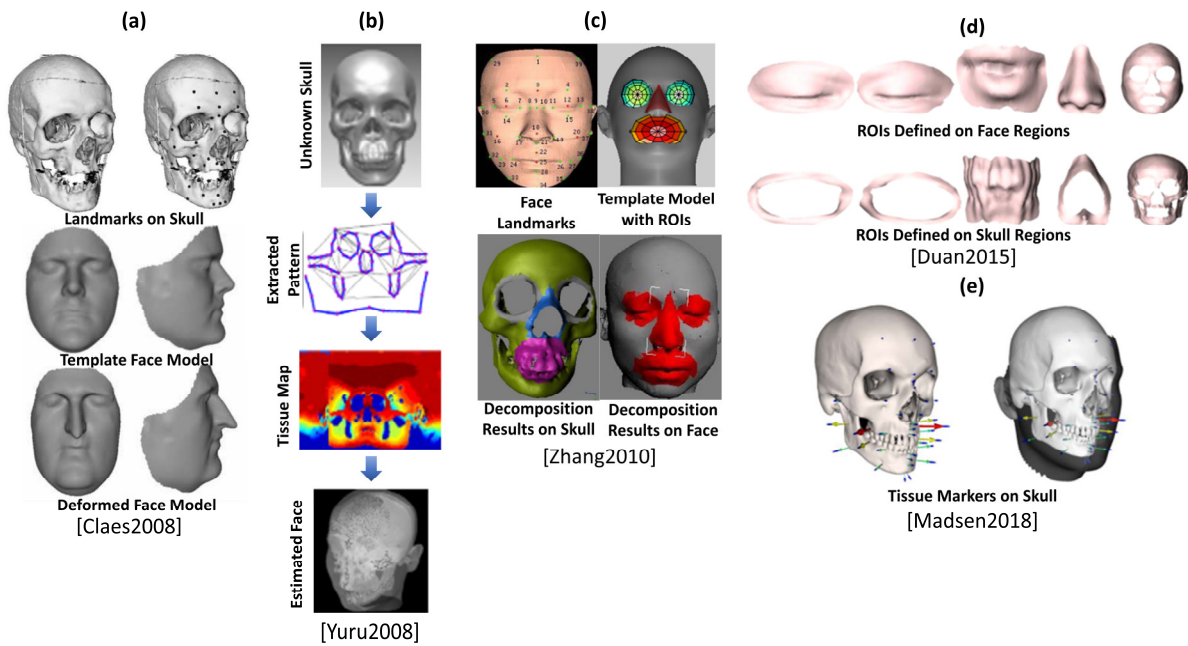 (a)
Landmarks on Skull
Template Face Model
Deformed Face Model
[Claes2008]
(b)
Unknown Skull
Extracted
Pattern
Tissue Map
Estimated Face
[Yuru2008]
(c)
Face
Landmarks
Template Model
with ROIs
Decomposition
Results on Skull
Decomposition
Results on Face
[Zhang2010]
(d)
ROIs Defined on Face Regions
ROIs Defined on Skull Regions
[Duan2015]
(e)
Tissue Markers on Skull
[Madsen2018]